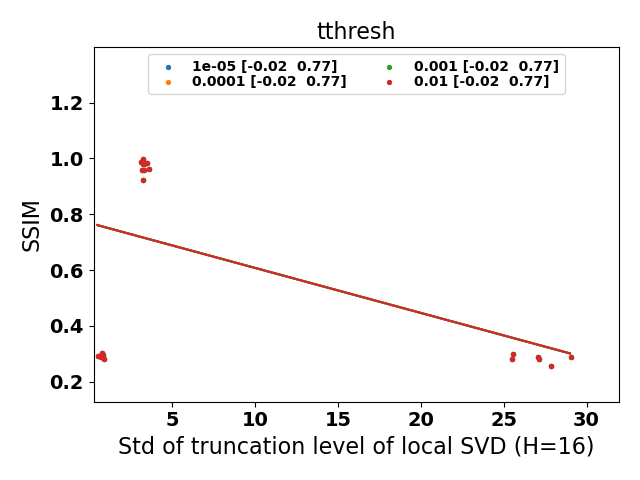 tthresh
1e-05 [-0.02  0.77]
0.0001 [-0.02  0.77]
0.001 [-0.02  0.77]
0.01 [-0.02  0.77]
SSIM
1.2
1.0
0.8
0.6
0.4
0.2
5 10 15 20 25 30
Std of truncation level of local SVD (H=16)